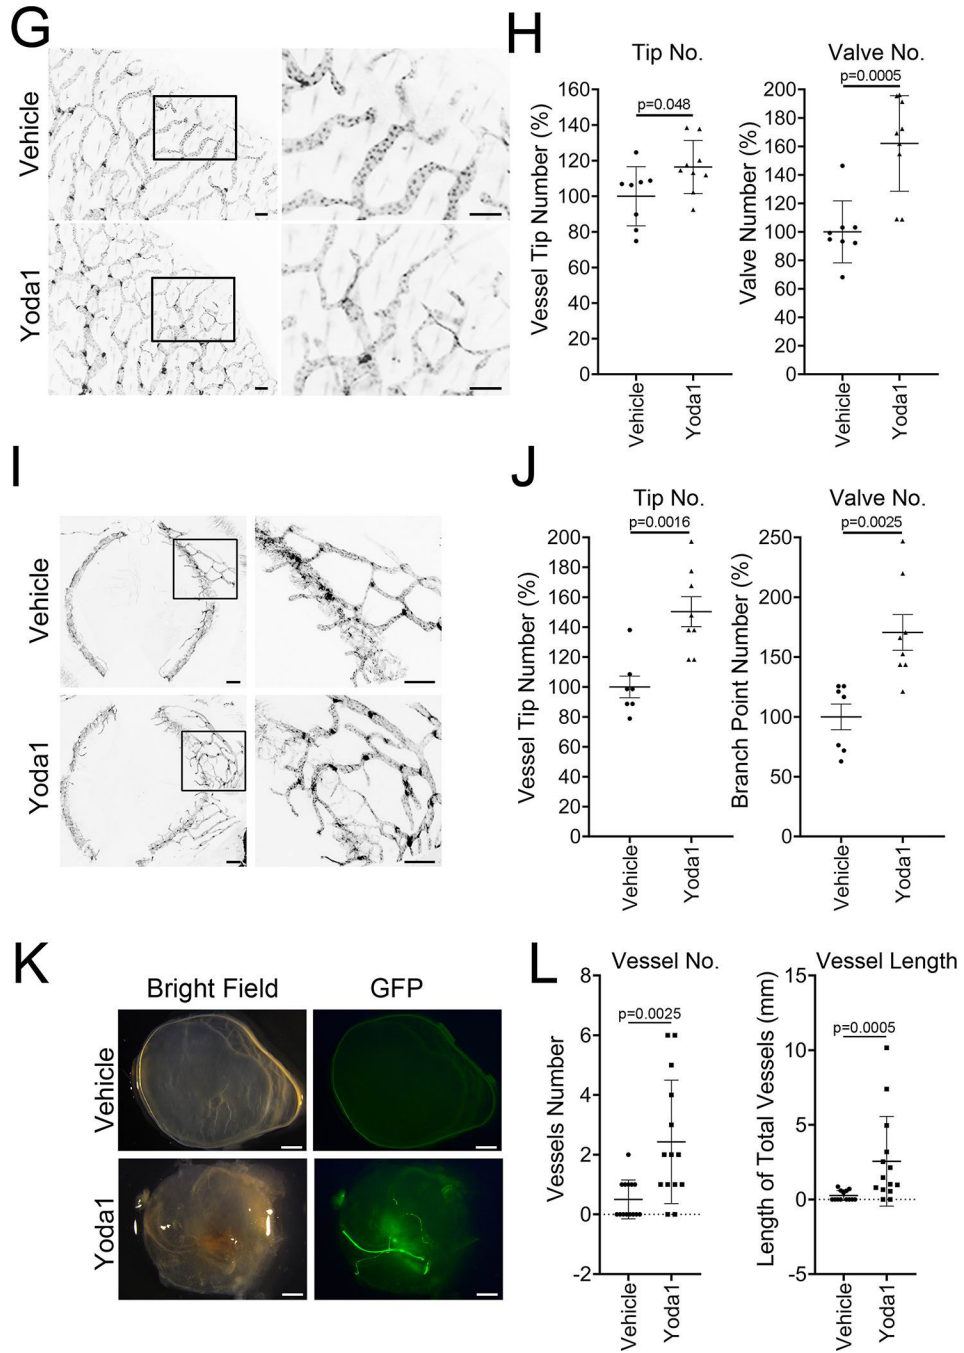 G
Vehicle
Yoda1
H
Tip No.
Vessel Tip Number (%)
160
140
120
100
80
60
40
20
0
p=0.048
Vehicle
Yoda1
Valve No.
Valve Number (%)
200
180
160
140
120
100
80
60
40
20
0
p=0.0005
Vehicle
Yoda1
I
Vehicle
Yoda1
J
Tip No.
Vessel Tip Number (%)
200
180
160
140
120
100
80
60
40
20
0
p=0.0016
Vehicle
Yoda1
Valve No.
Branch Point Number (%)
250
200
150
100
50
0
p=0.0025
Vehicle
Yoda1
K
Bright Field
GFP
Vehicle
Yoda1
L
Vessel No.
Vessels Number
8
6
4
2
0
-2
p=0.0025
Vehicle
Yoda1
Vessel Length
Length of Total Vessels (mm)
15
10
5
0
-5
p=0.0005
Vehicle
Yoda1